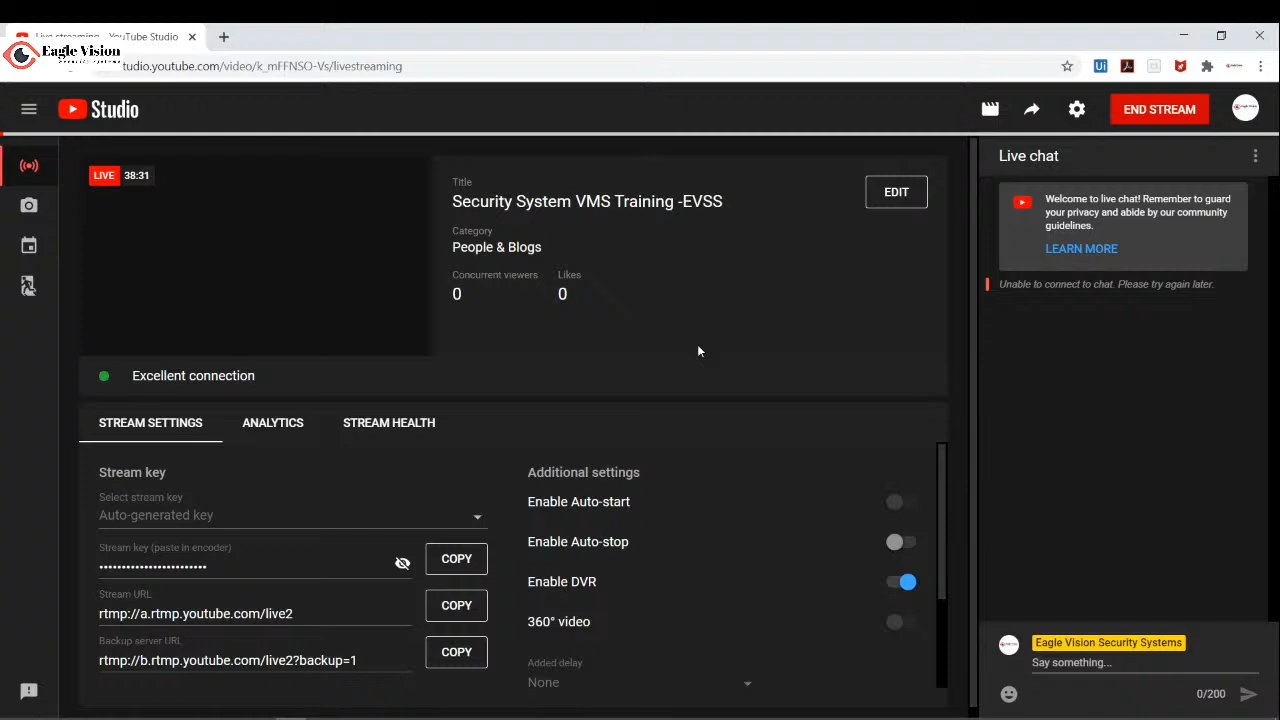 Live streaming - YouTube Studio
Eagle Vision
tudio.youtube.com/video/k_mFFNSO-Vs/livestreaming
Studio
END STREAM
LIVE 38:31
Title
Security System VMS Training -EVSS
EDIT
Category
People & Blogs
Concurrent viewers Likes
0 0
Excellent connection
STREAM SETTINGS ANALYTICS STREAM HEALTH
Stream key
Select stream key
Auto-generated key
Stream key (paste in encoder)
••••••••••••••••••••••••
COPY
Stream URL
rtmp://a.rtmp.youtube.com/live2
COPY
Backup server URL
rtmp://b.rtmp.youtube.com/live2?backup=1
COPY
Additional settings
Enable Auto-start
Enable Auto-stop
Enable DVR
360° video
Added delay
None
Live chat
Welcome to live chat! Remember to guard
your privacy and abide by our community
guidelines.
LEARN MORE
Unable to connect to chat. Please try again later.
Eagle Vision Security Systems
Say something...
0/200